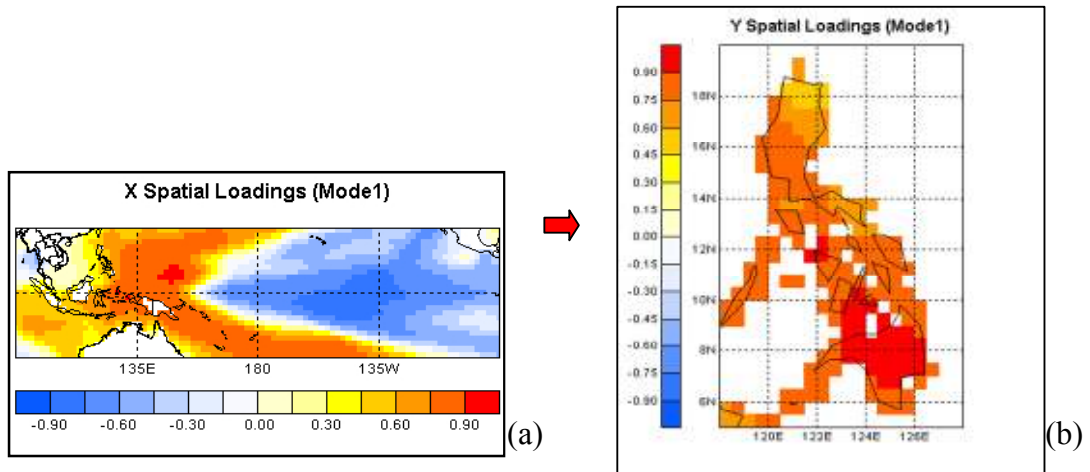 X Spatial Loadings (Mode1)
135E 180 135W
-0.90 -0.60 -0.30 0.00 0.30 0.60 0.90
(a)
Y Spatial Loadings (Mode1)
0.90
0.75
0.60
0.45
0.30
0.15
0.00
-0.15
-0.30
-0.45
-0.60
-0.75
-0.90
18N
16N
14N
12N
10N
8N
6N
120E 122E 124E 126E
(b)